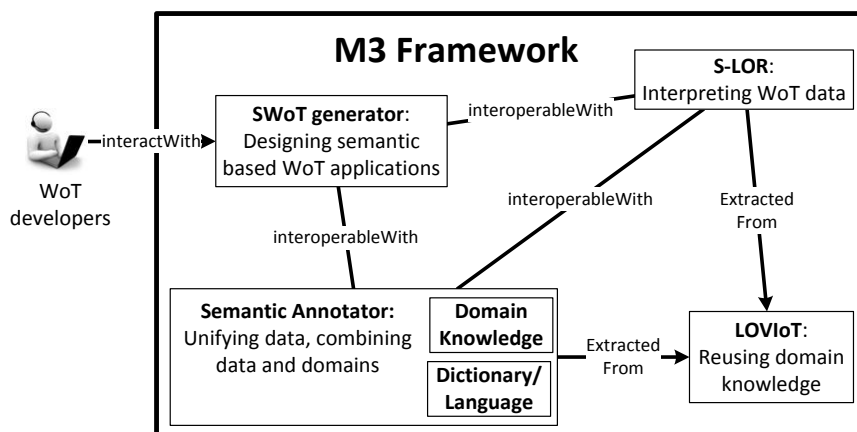 M3 Framework
S-LOR:
Interpreting WoT data
SWoT generator:
Designing semantic
based WoT applications
interoperableWith
interactWith
WoT
developers
interoperableWith
interoperableWith
Extracted
From
Semantic Annotator:
Unifying data, combining
data and domains
Domain
Knowledge
Dictionary/
Language
Extracted
From
LOVIoT:
Reusing domain
knowledge